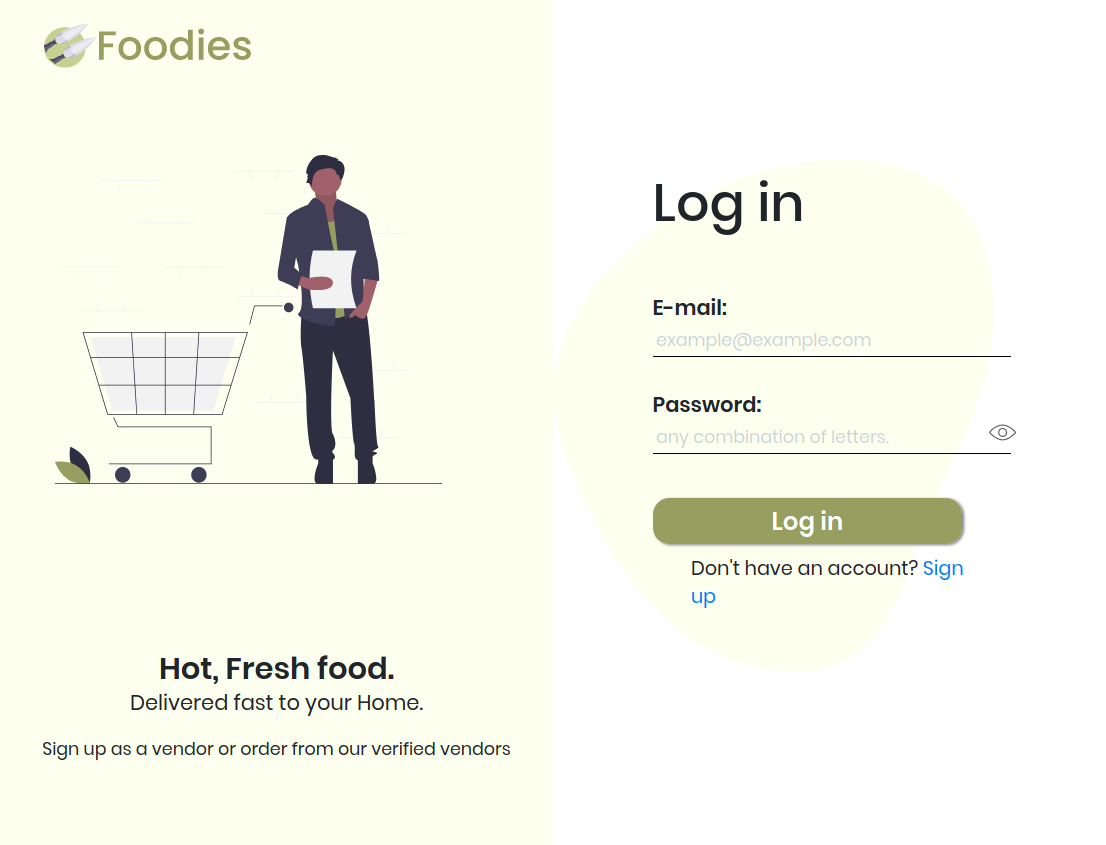 Foodies
Hot, Fresh food.
Delivered fast to your Home.
Sign up as a vendor or order from our verified vendors
Log in
E-mail:
example@example.com
Password:
any combination of letters.
Log in
Don't have an account? Sign
up